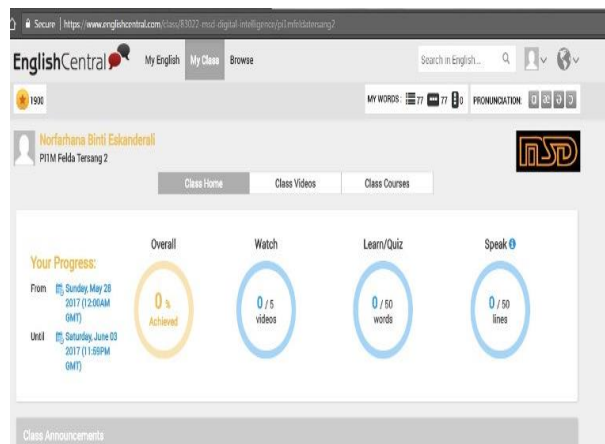 Secure | https://www.englishcentral.com/class/83022-msd-digital-intelligence/pi1mfeldatersang2
EnglishCentral My English My Class Browse Search in English...
1900 MY WORDS: 77 77 0 PRONUNCIATION: ʊ æ ə ɔ
Norfarhana Binti Eskanderali
PI1M Felda Tersang 2
MSD
Class Home Class Videos Class Courses
Overall Watch Learn/Quiz Speak
Your Progress:
From Sunday, May 28
2017 (12:00AM
GMT)
Until Saturday, June 03
2017 (11:59PM
GMT)
0 %
Achieved
0 / 5
videos
0 / 50
words
0 / 50
lines
Class Announcements